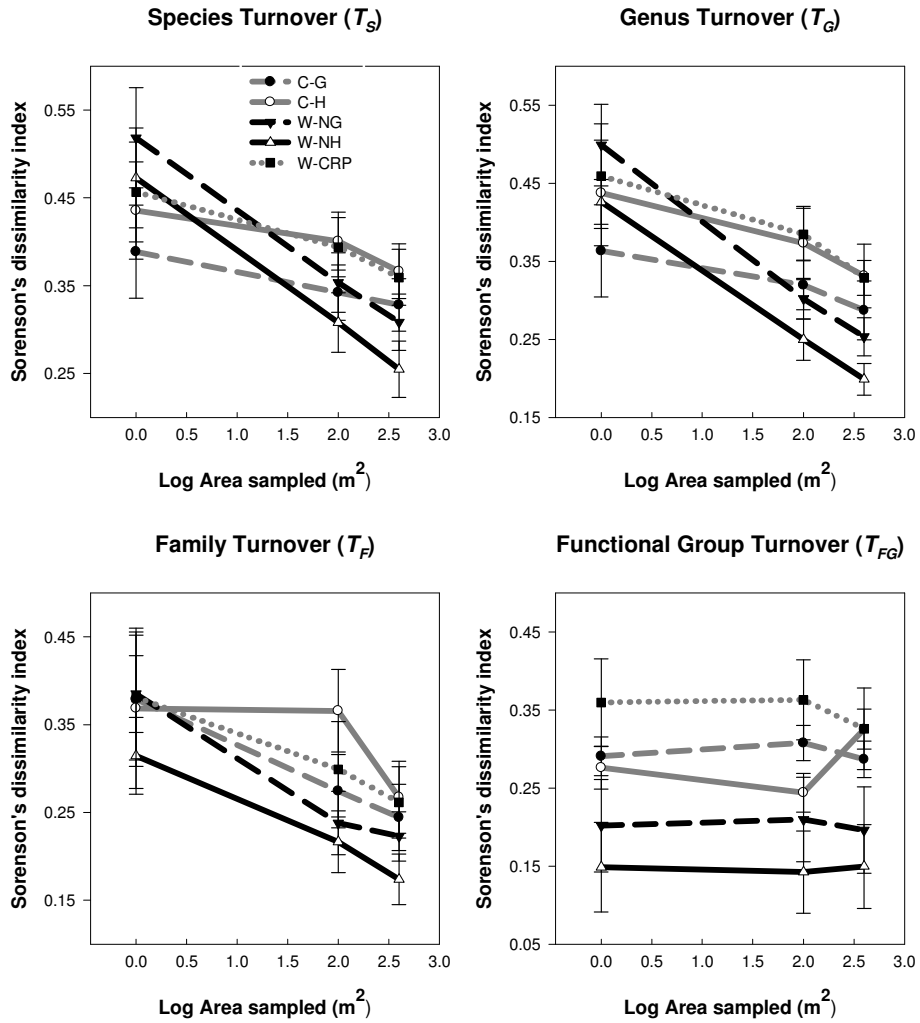 Species Turnover (TS)
Genus Turnover (TG)
Sorenson's dissimilarity index
0.55
0.45
0.35
0.25
C-G
C-H
W-NG
W-NH
W-CRP
0.0 0.5 1.0 1.5 2.0 2.5 3.0
Log Area sampled (m2)
Sorenson's dissimilarity index
0.55
0.45
0.35
0.25
0.15
0.0 0.5 1.0 1.5 2.0 2.5 3.0
Log Area sampled (m2)
Family Turnover (TF)
Functional Group Turnover (TFG)
Sorenson's dissimilarity index
0.45
0.35
0.25
0.15
0.0 0.5 1.0 1.5 2.0 2.5 3.0
Log Area sampled (m2)
Sorenson's dissimilarity index
0.45
0.35
0.25
0.15
0.05
0.0 0.5 1.0 1.5 2.0 2.5 3.0
Log Area sampled (m2)